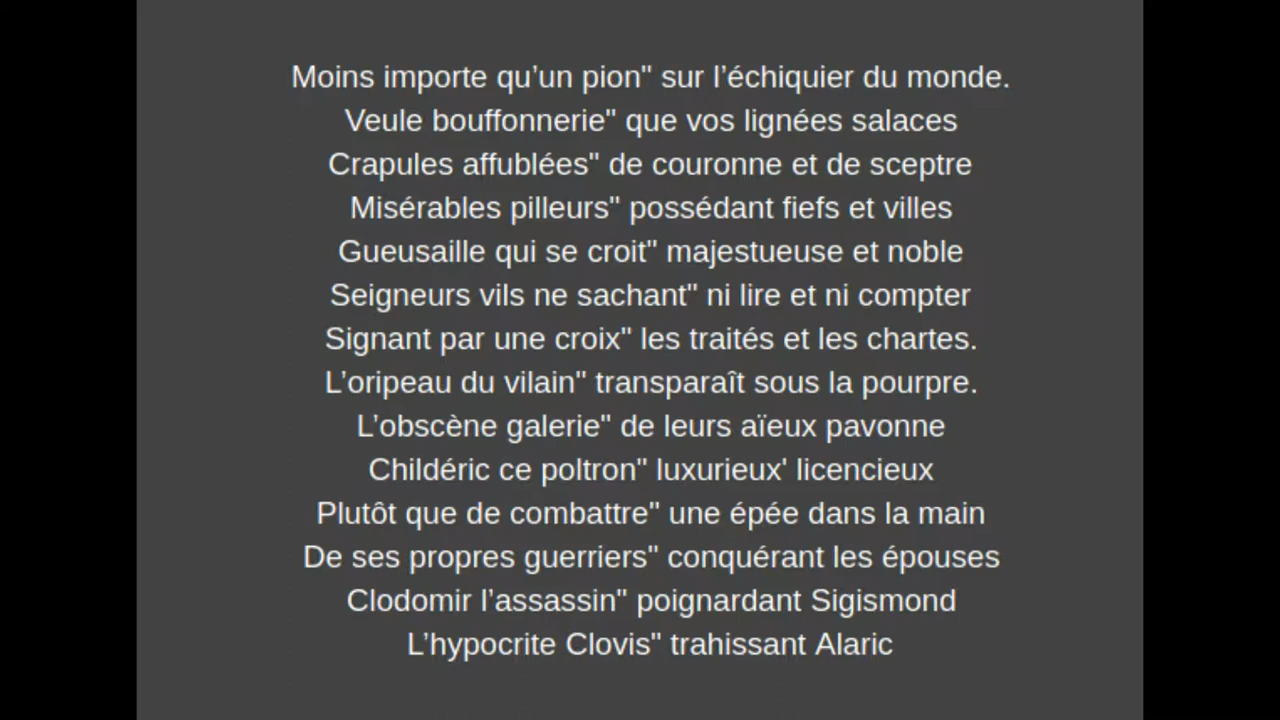 Moins importe qu’un pion" sur l’échiquier du monde.
Veule bouffonnerie" que vos lignées salaces
Crapules affublées" de couronne et de sceptre
Misérables pilleurs" possédant fiefs et villes
Gueusaille qui se croit" majestueuse et noble
Seigneurs vils ne sachant" ni lire et ni compter
Signant par une croix" les traités et les chartes.
L’oripeau du vilain" transparaît sous la pourpre.
L’obscène galerie" de leurs aïeux pavonne
Childéric ce poltron" luxurieux' licencieux
Plutôt que de combattre" une épée dans la main
De ses propres guerriers" conquérant les épouses
Clodomir l’assassin" poignardant Sigismond
L’hypocrite Clovis" trahissant Alaric